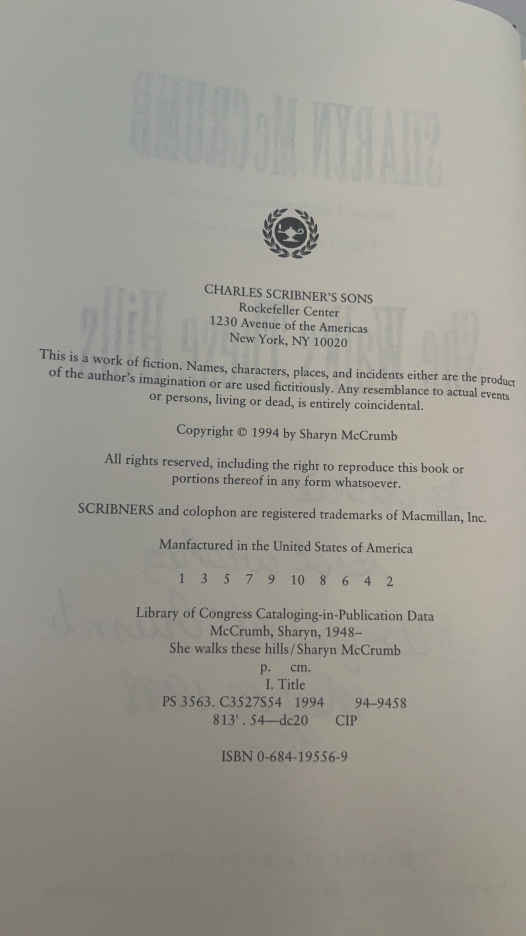 CHARLES SCRIBNER'S SONS
Rockefeller Center
1230 Avenue of the Americas
New York, NY 10020
This is a work of fiction. Names, characters, places, and incidents either are the product
of the author's imagination or are used fictitiously. Any resemblance to actual events
or persons, living or dead, is entirely coincidental.
Copyright © 1994 by Sharyn McCrumb
All rights reserved, including the right to reproduce this book or
portions thereof in any form whatsoever.
SCRIBNERS and colophon are registered trademarks of Macmillan, Inc.
Manfactured in the United States of America
1 3 5 7 9 10 8 6 4 2
Library of Congress Cataloging-in-Publication Data
McCrumb, Sharyn, 1948–
She walks these hills/Sharyn McCrumb
p. cm.
I. Title
PS 3563. C3527S54 1994 94–9458
813' . 54—dc20 CIP
ISBN 0-684-19556-9